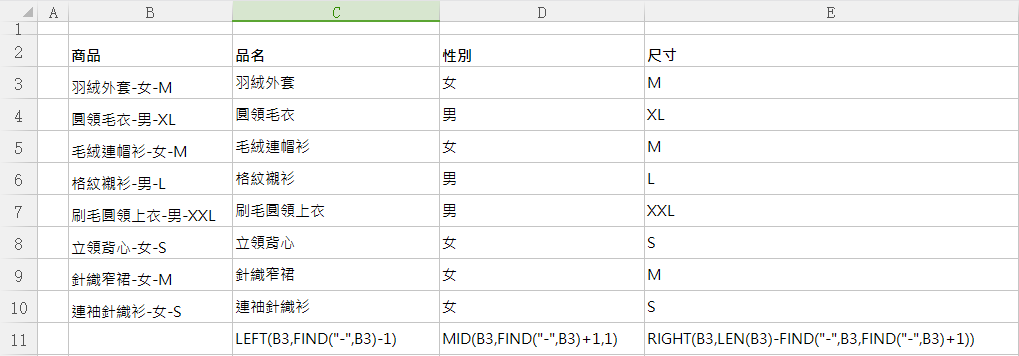 A B C D E
1
2 商品 品名 性別 尺寸
3 羽絨外套-女-M 羽絨外套 女 M
4 圓領毛衣-男-XL 圓領毛衣 男 XL
5 毛絨連帽衫-女-M 毛絨連帽衫 女 M
6 格紋襯衫-男-L 格紋襯衫 男 L
7 刷毛圓領上衣-男-XXL 刷毛圓領上衣 男 XXL
8 立領背心-女-S 立領背心 女 S
9 針織窄裙-女-M 針織窄裙 女 M
10 連袖針織衫-女-S 連袖針織衫 女 S
11 LEFT(B3,FIND("-",B3)-1) MID(B3,FIND("-",B3)+1,1) RIGHT(B3,LEN(B3)-FIND("-",B3,FIND("-",B3)+1))